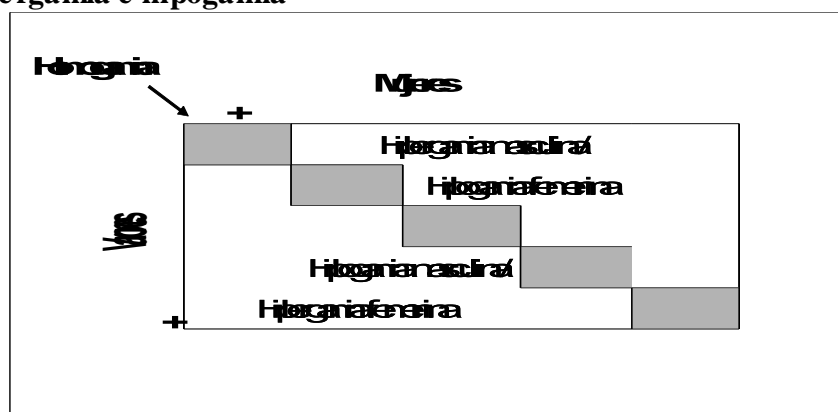 ergamia e hipogamia
Homogamia
Mujeres
+
Hipergamia masculina/
Hipogamia femenina
Varones
Hipogamia masculina/
Hipergamia femenina
+